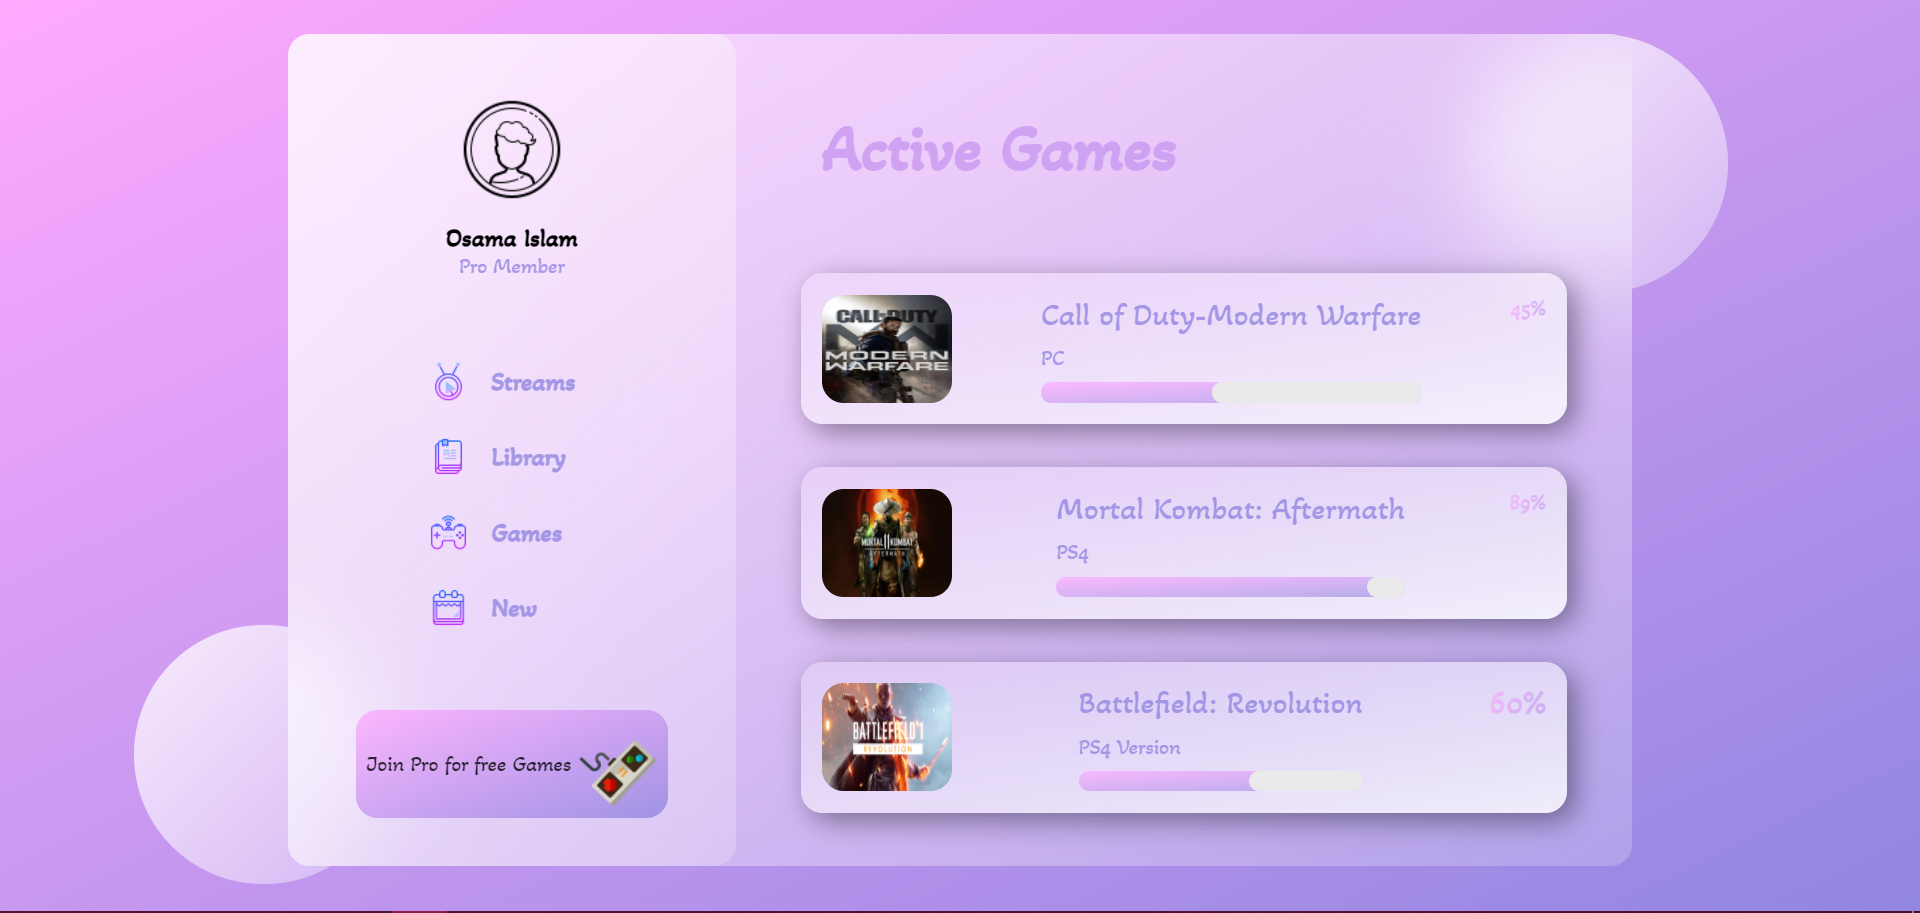 Osama Islam
Pro Member
Streams
Library
Games
New
Join Pro for free Games
Active Games
CALL OF DUTY
MODERN
WARFARE
Call of Duty-Modern Warfare
45%
PC
MORTAL KOMBAT
11
AFTERMATH
Mortal Kombat: Aftermath
89%
PS4
BATTLEFIELD 1
REVOLUTION
Battlefield: Revolution
60%
PS4 Version